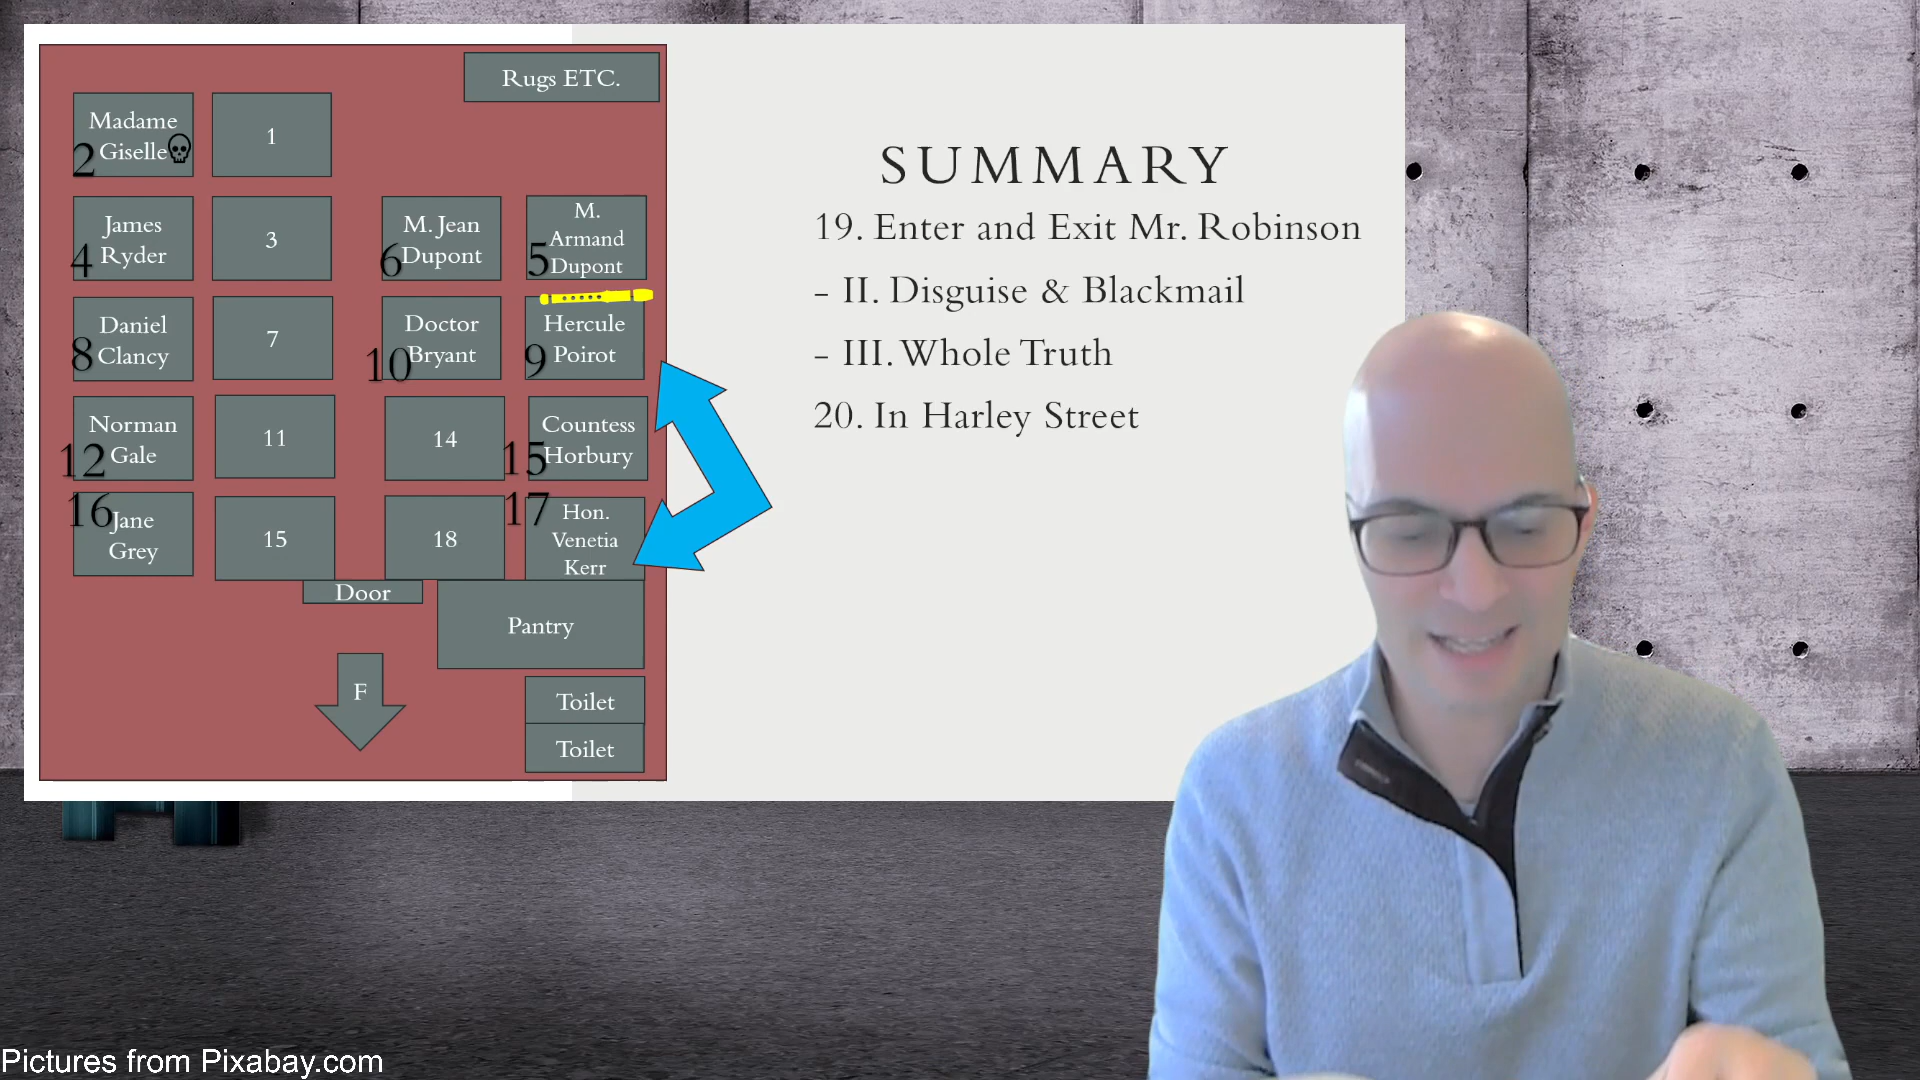 Rugs ETC.
Madame
Giselle
2
1
James
Ryder
4
3
M. Jean
Dupont
6
M.
Armand
Dupont
5
Daniel
Clancy
8
7
Doctor
Bryant
10
Hercule
Poirot
9
Norman
Gale
12
11
14
Countess
Horbury
15
Jane
Grey
16
15
18
Hon.
Venetia
Kerr
17
Door
Pantry
F
Toilet
Toilet
SUMMARY
19. Enter and Exit Mr. Robinson
- II. Disguise & Blackmail
- III. Whole Truth
20. In Harley Street
Pictures from Pixabay.com